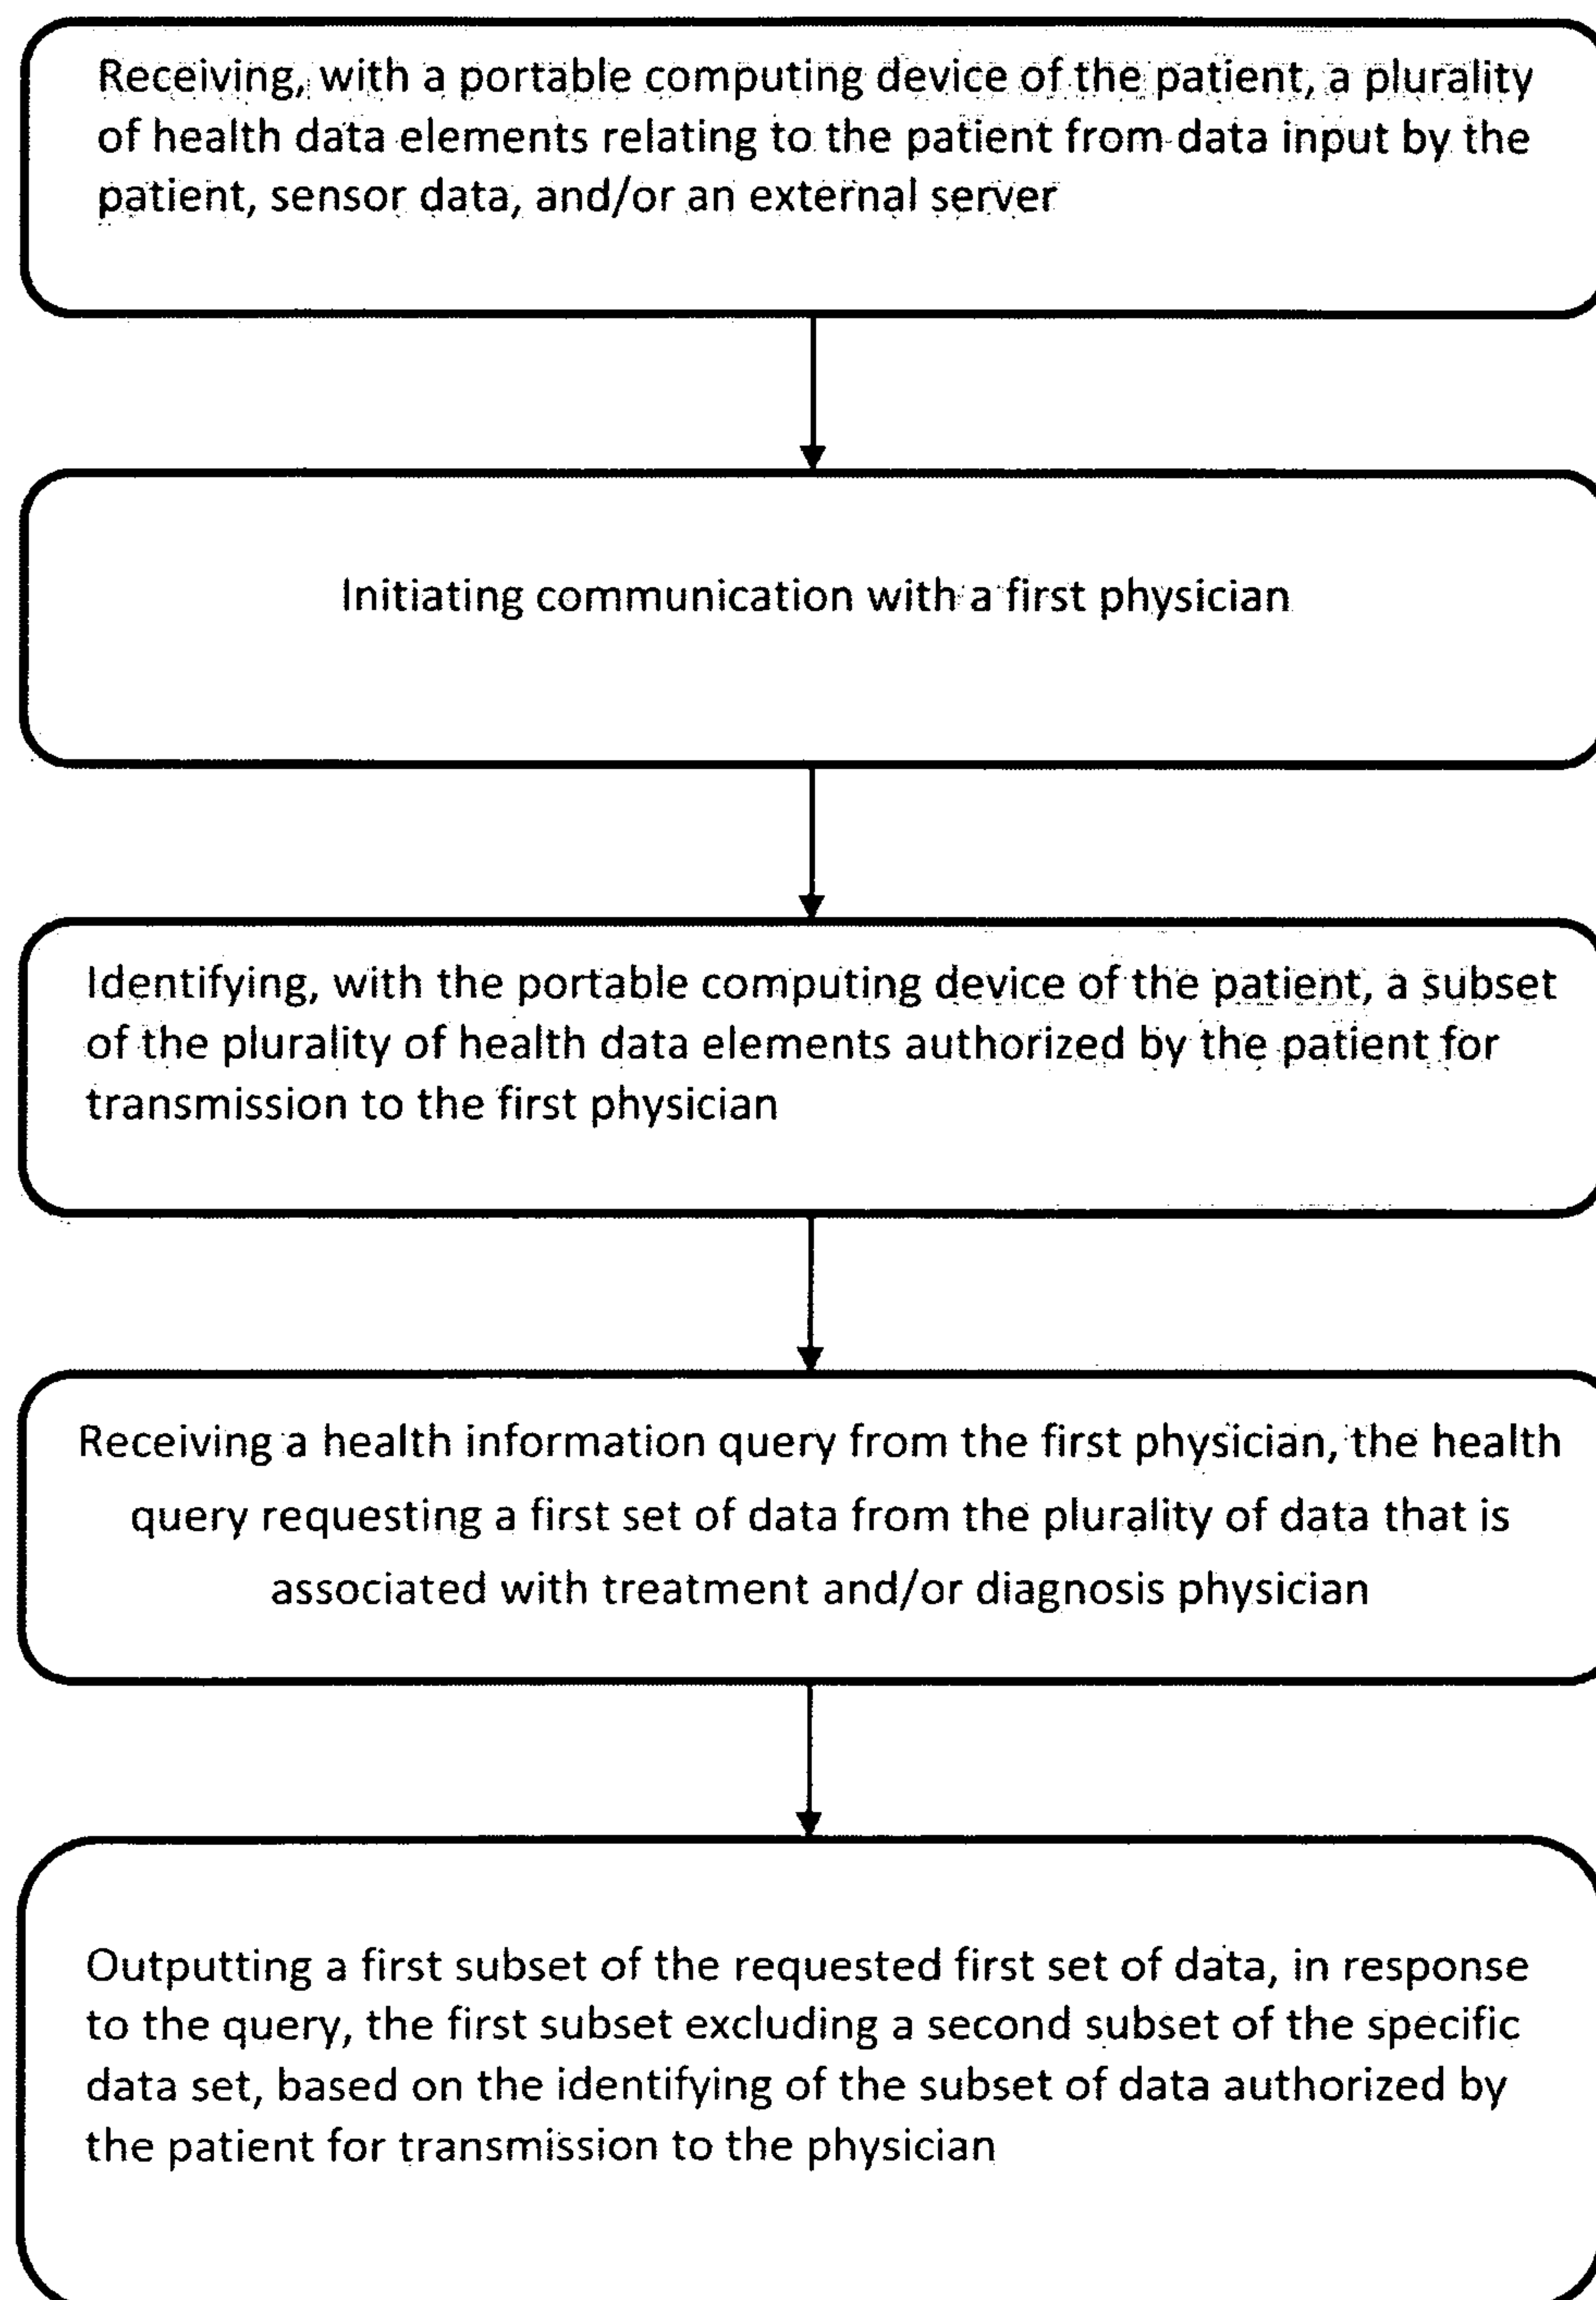 Receiving, with a portable computing device of the patient, a plurality
of health data elements relating to the patient from data input by the
patient, sensor data, and/or an external server
Initiating communication with a first physician
Identifying, with the portable computing device of the patient, a subset
of the plurality of health data elements authorized by the patient for
transmission to the first physician
Receiving a health information query from the first physician, the health
query requesting a first set of data from the plurality of data that is
associated with treatment and/or diagnosis physician
Outputting a first subset of the requested first set of data, in response
to the query, the first subset excluding a second subset of the specific
data set, based on the identifying of the subset of data authorized by
the patient for transmission to the physician